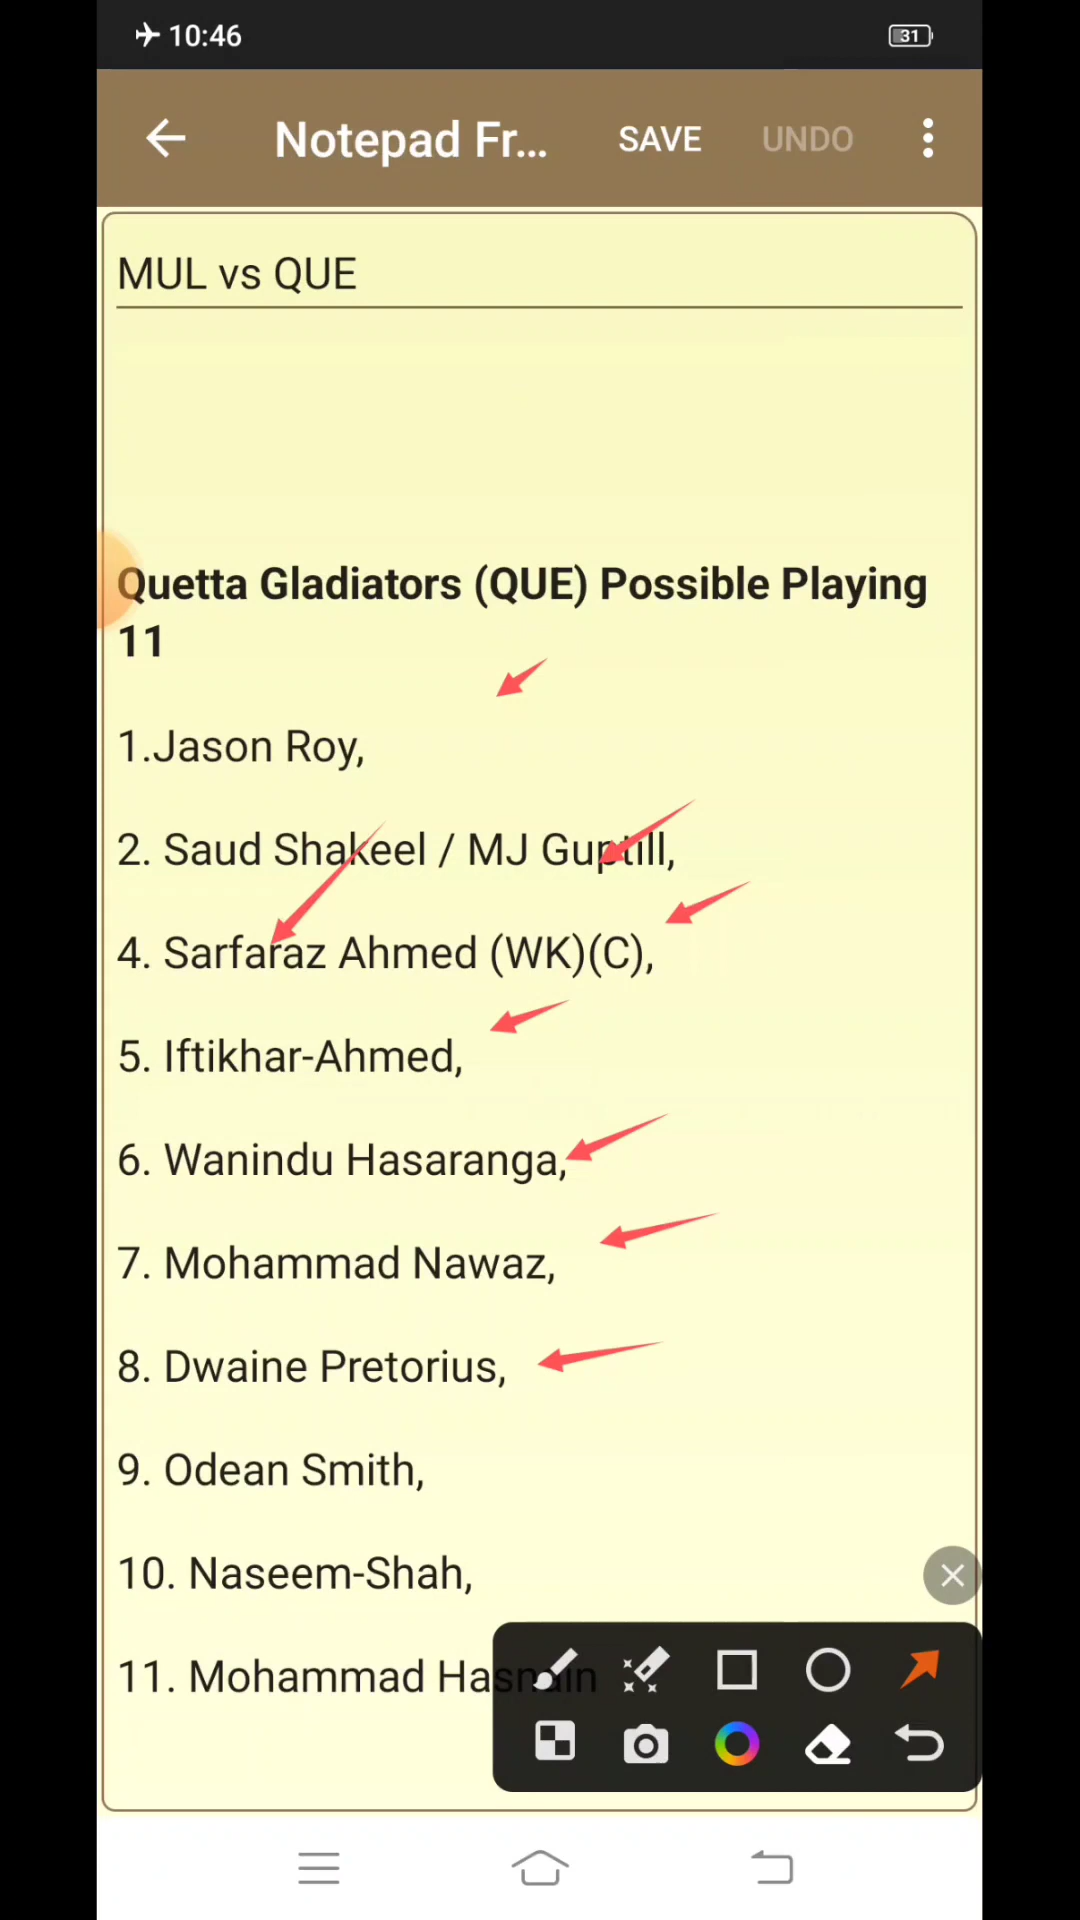 10:46
31
Notepad Fr... SAVE UNDO
MUL vs QUE
Quetta Gladiators (QUE) Possible Playing
11
1.Jason Roy,
2. Saud Shakeel / MJ Guptill,
4. Sarfaraz Ahmed (WK)(C),
5. Iftikhar-Ahmed,
6. Wanindu Hasaranga,
7. Mohammad Nawaz,
8. Dwaine Pretorius,
9. Odean Smith,
10. Naseem-Shah,
11. Mohammad Hasnain